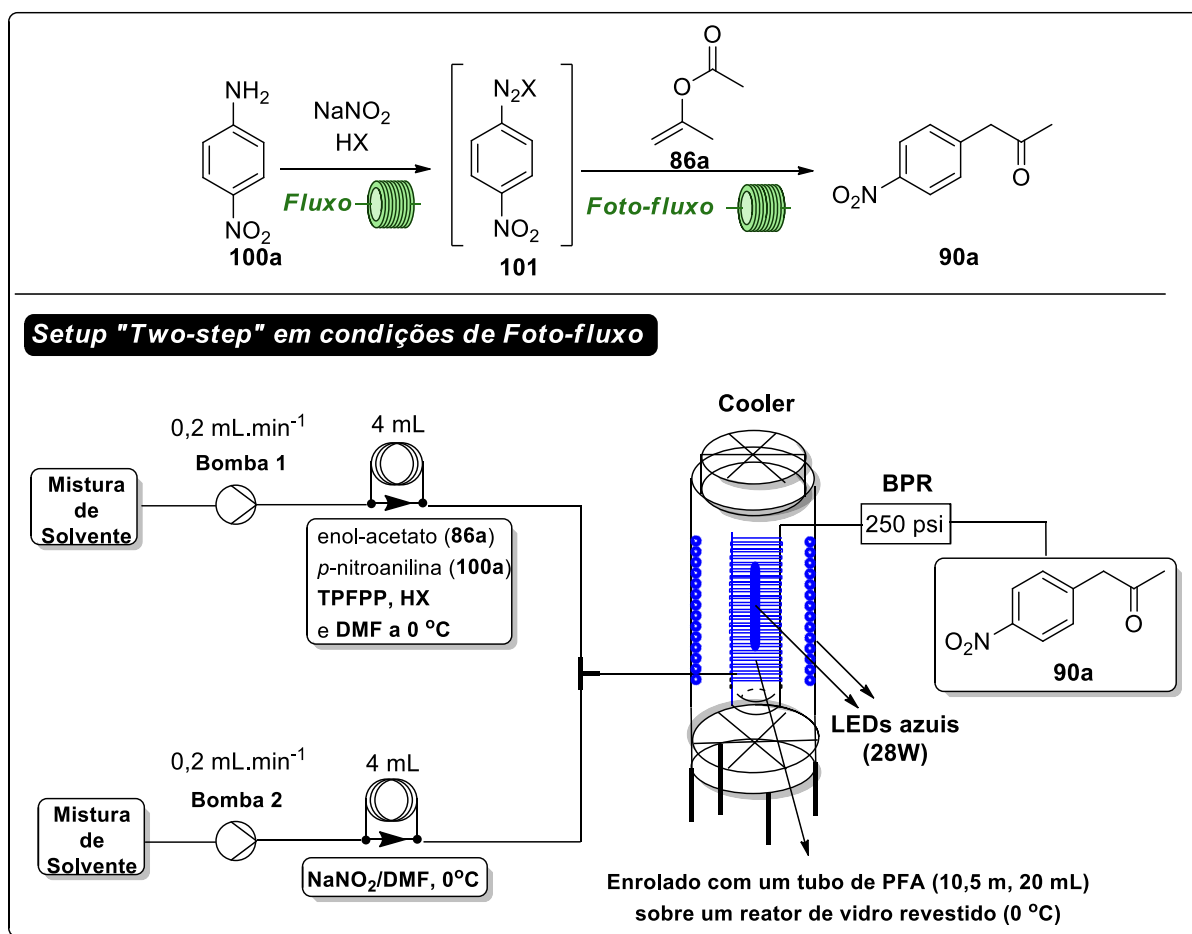 NH2
NO2
100a
NaNO2
HX
Fluxo
N2X
NO2
101
O
O
86a
Foto-fluxo
NO2
O
90a
Setup "Two-step" em condições de Foto-fluxo
Mistura
de
Solvente
0,2 mL.min-1
Bomba 1
4 mL
enol-acetato (86a)
p-nitroanilina (100a)
TPFPP, HX
e DMF a 0 oC
Mistura
de
Solvente
0,2 mL.min-1
Bomba 2
4 mL
NaNO2/DMF, 0oC
Cooler
BPR
250 psi
O2N
O
90a
LEDs azuis
(28W)
Enrolado com um tubo de PFA (10,5 m, 20 mL)
sobre um reator de vidro revestido (0 oC)